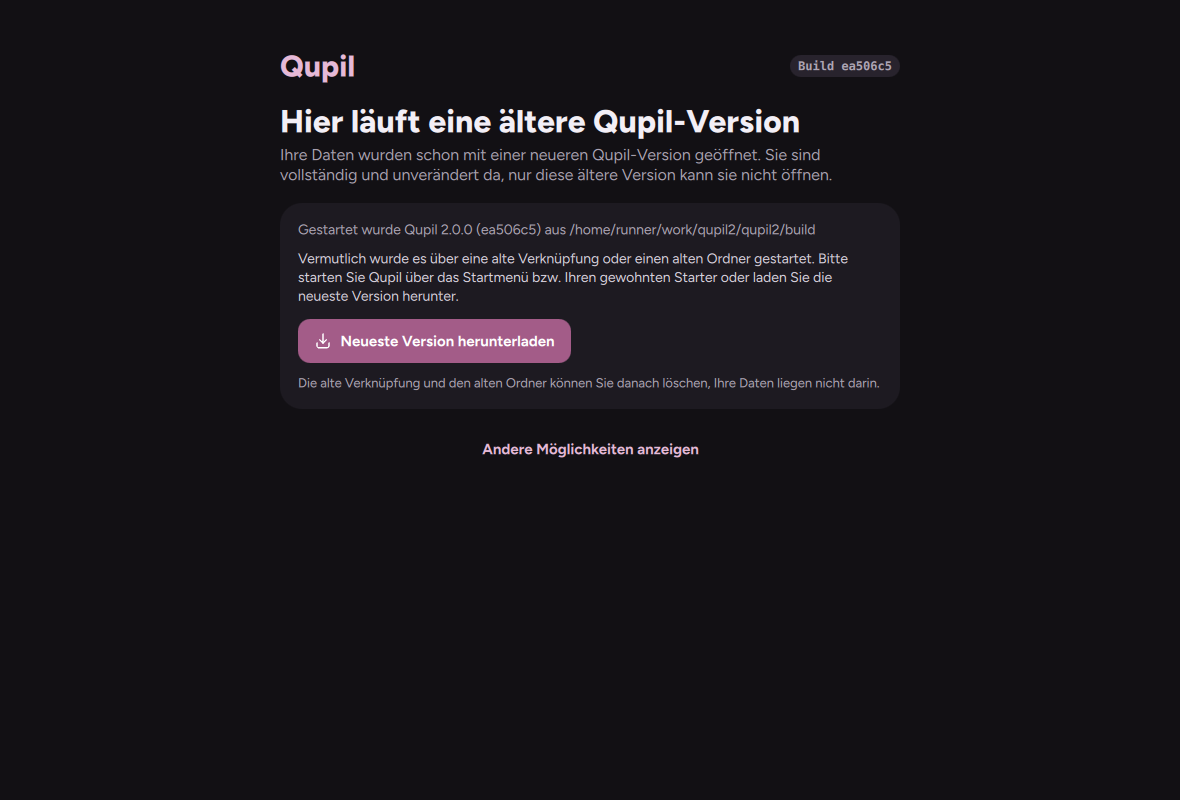 Qupil
Build ea506c5
Hier läuft eine ältere Qupil-Version
Ihre Daten wurden schon mit einer neueren Qupil-Version geöffnet. Sie sind
vollständig und unverändert da, nur diese ältere Version kann sie nicht öffnen.
Gestartet wurde Qupil 2.0.0 (ea506c5) aus /home/runner/work/qupil2/qupil2/build
Vermutlich wurde es über eine alte Verknüpfung oder einen alten Ordner gestartet. Bitte
starten Sie Qupil über das Startmenü bzw. Ihren gewohnten Starter oder laden Sie die
neueste Version herunter.
Neueste Version herunterladen
Die alte Verknüpfung und den alten Ordner können Sie danach löschen, Ihre Daten liegen nicht darin.
Andere Möglichkeiten anzeigen